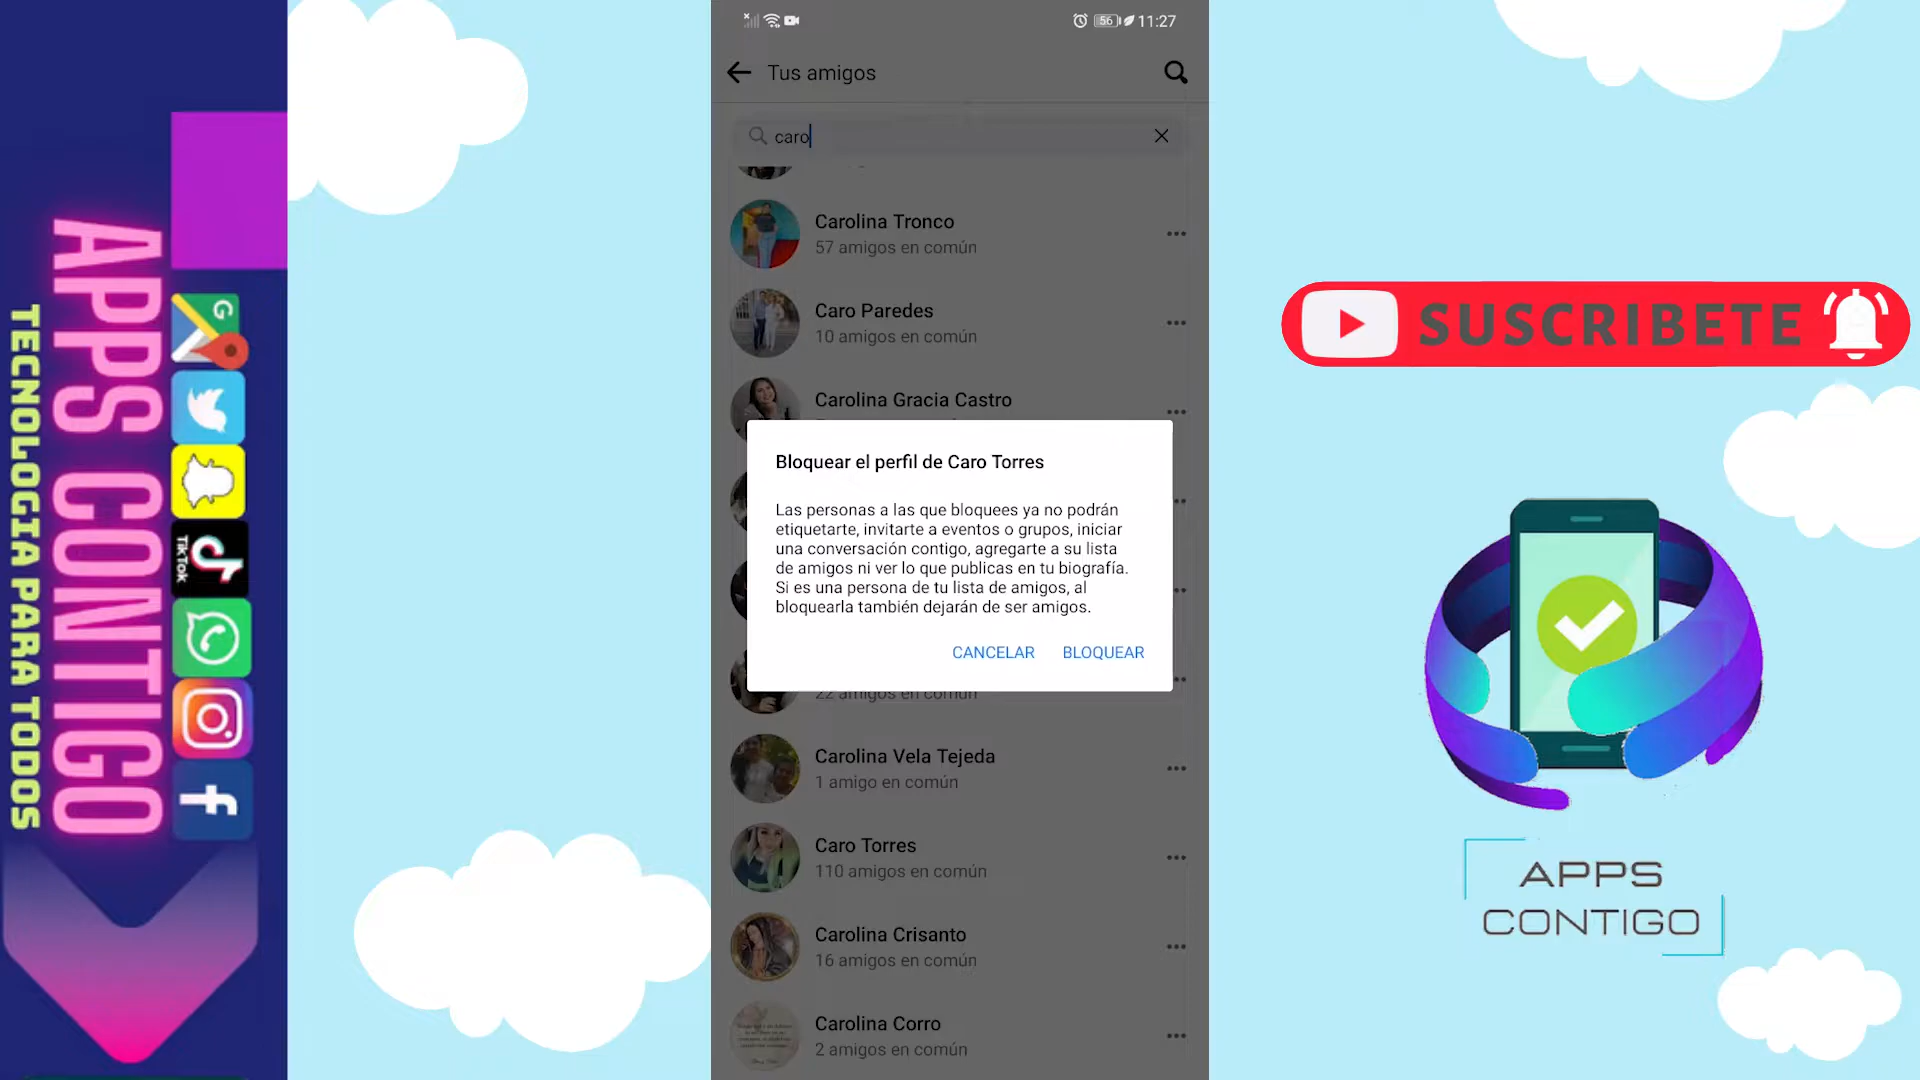 APPS CONTIGO
TECNOLOGIA PARA TODOS
G
TikTok
f
56
11:27
Tus amigos
caro
Carolina Tronco
57 amigos en común
Caro Paredes
10 amigos en común
Carolina Gracia Castro
Bloquear el perfil de Caro Torres
Las personas a las que bloquees ya no podrán
etiquetarte, invitarte a eventos o grupos, iniciar
una conversación contigo, agregarte a su lista
de amigos ni ver lo que publicas en tu biografía.
Si es una persona de tu lista de amigos, al
bloquearla también dejarán de ser amigos.
CANCELAR BLOQUEAR
22 amigos en común
Carolina Vela Tejeda
1 amigo en común
Caro Torres
110 amigos en común
Carolina Crisanto
16 amigos en común
Carolina Corro
2 amigos en común
SUSCRIBETE
APPS
CONTIGO